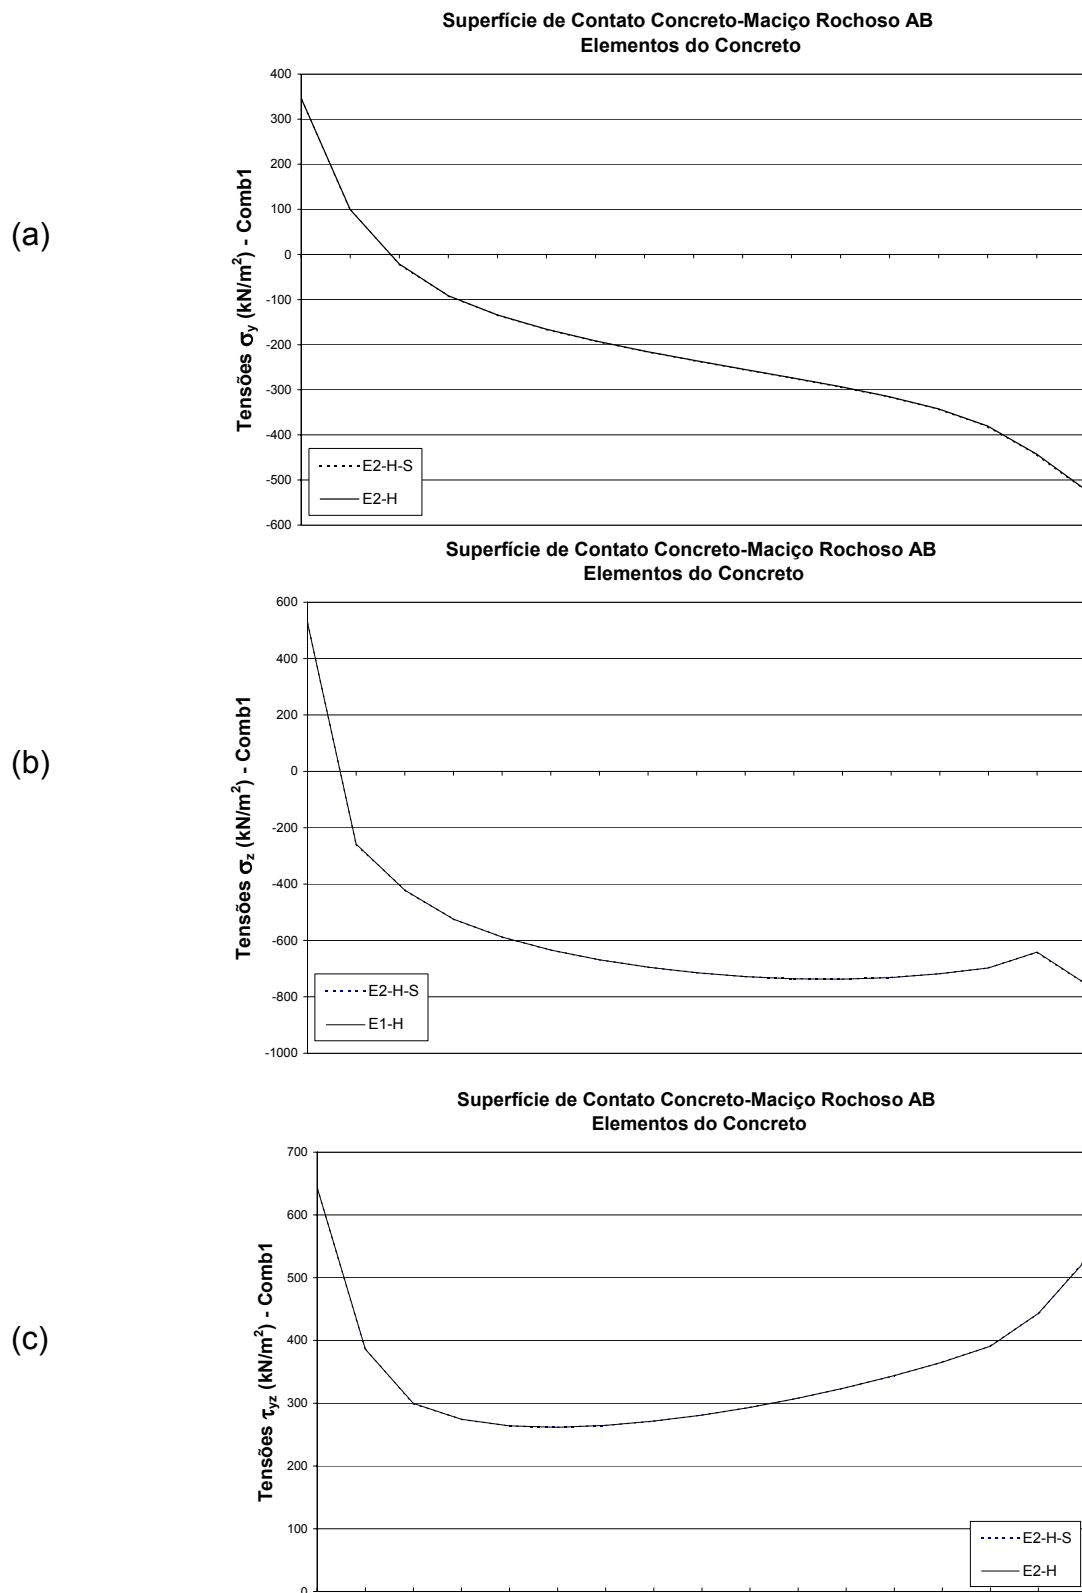 Superfície de Contato Concreto-Maciço Rochoso AB
Elementos do Concreto
(a)
Tensões σy (kN/m²) - Comb1
400
300
200
100
0
-100
-200
-300
-400
-500
-600
E2-H-S
E2-H
Superfície de Contato Concreto-Maciço Rochoso AB
Elementos do Concreto
(b)
Tensões σz (kN/m²) - Comb1
600
400
200
0
-200
-400
-600
-800
-1000
E2-H-S
E1-H
Superfície de Contato Concreto-Maciço Rochoso AB
Elementos do Concreto
(c)
Tensões τyz (kN/m²) - Comb1
700
600
500
400
300
200
100
0
E2-H-S
E2-H